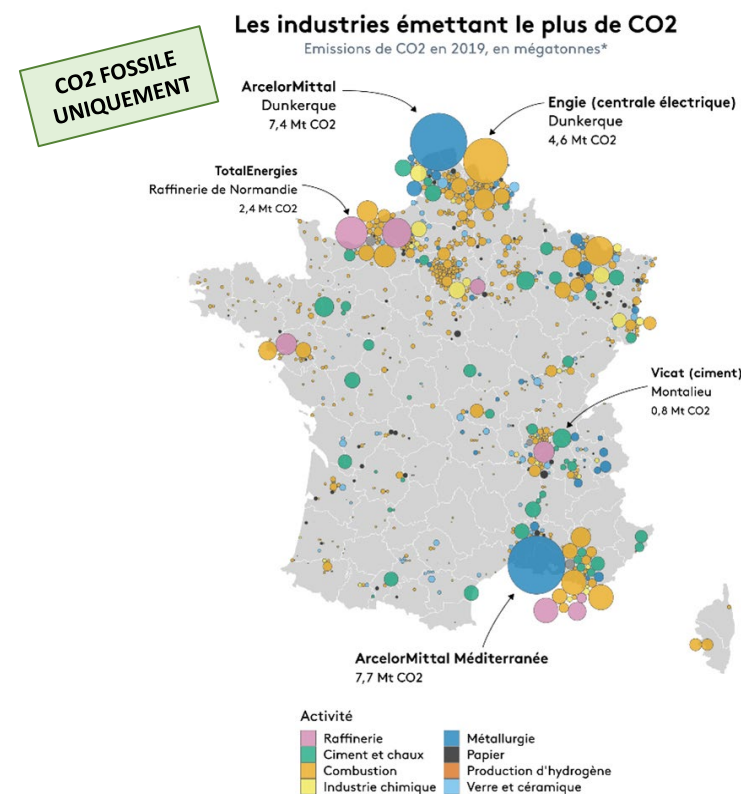 Les industries émettant le plus de CO2
Emissions de CO2 en 2019, en mégatonnes*
CO2 FOSSILE
UNIQUEMENT
ArcelorMittal
Dunkerque
7,4 Mt CO2
Engie (centrale électrique)
Dunkerque
4,6 Mt CO2
TotalEnergies
Raffinerie de Normandie
2,4 Mt CO2
Vicat (ciment)
Montalieu
0,8 Mt CO2
ArcelorMittal Méditerranée
7,7 Mt CO2
Activité
Raffinerie
Ciment et chaux
Combustion
Industrie chimique
Métallurgie
Papier
Production d'hydrogène
Verre et céramique